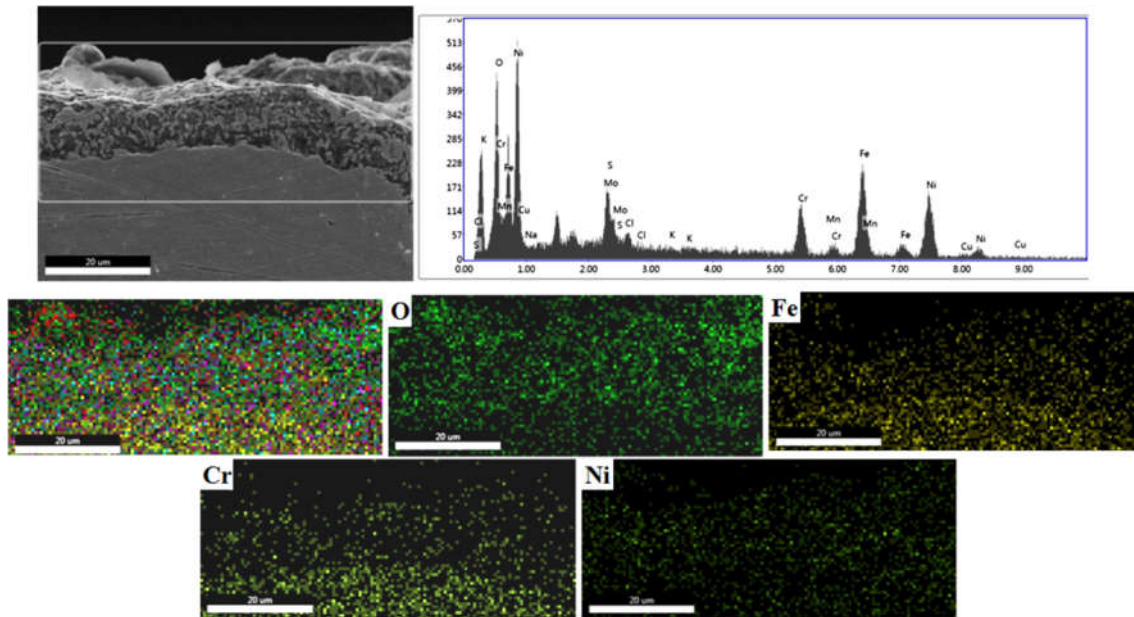 570
513
456
399
342
285
228
171
114
57
0
K
O
Cr
Fe
Mn
Ni
Cu
Na
S
Mo
Mo
S
Cl
Cl
K
K
Cr
Mn
Cr
Fe
Mn
Fe
Ni
Cu
Ni
Cu
S
0.00 1.00 2.00 3.00 4.00 5.00 6.00 7.00 8.00 9.00
20 um
O
Fe
20 um
20 um
20 um
Cr
Ni
20 um
20 um